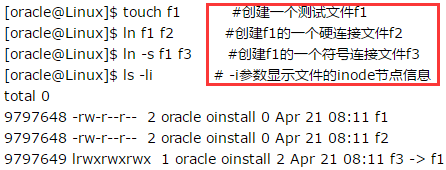 [oracle@Linux]$ touch f1 #创建一个测试文件f1
[oracle@Linux]$ ln f1 f2 #创建f1的一个硬连接文件f2
[oracle@Linux]$ ln -s f1 f3 #创建f1的一个符号连接文件f3
[oracle@Linux]$ ls -li # -i参数显示文件的inode节点信息
total 0
9797648 -rw-r--r-- 2 oracle oinstall 0 Apr 21 08:11 f1
9797648 -rw-r--r-- 2 oracle oinstall 0 Apr 21 08:11 f2
9797649 lrwxrwxrwx 1 oracle oinstall 2 Apr 21 08:11 f3 -> f1